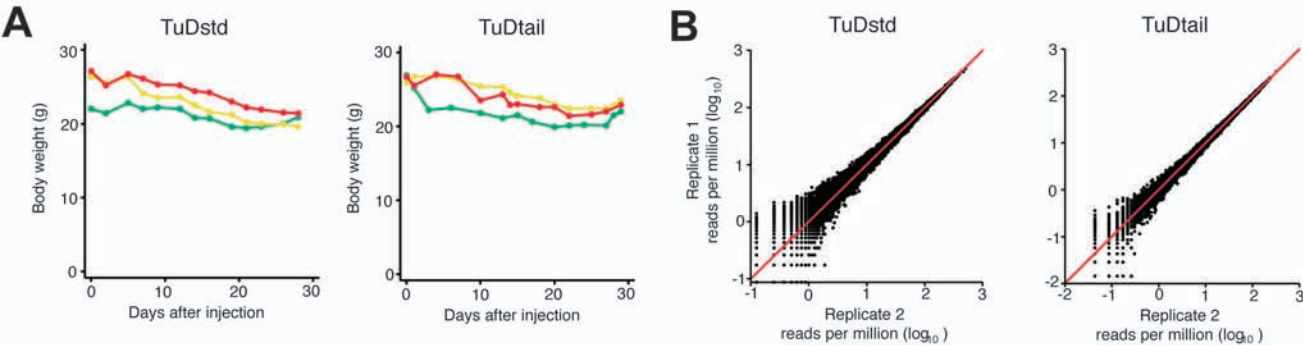 A
TuDstd
30
20
10
0
Body weight (g)
0
10
20
30
Days after injection
TuDtail
30
20
10
0
Body weight (g)
0
10
20
30
Days after injection
B
TuDstd
3
2
1
0
-1
Replicate 1
reads per million (log10)
-1
0
1
2
3
Replicate 2
reads per million (log10)
TuDtail
3
2
1
0
-1
-2
-2
-1
0
1
2
3
Replicate 2
reads per million (log10)